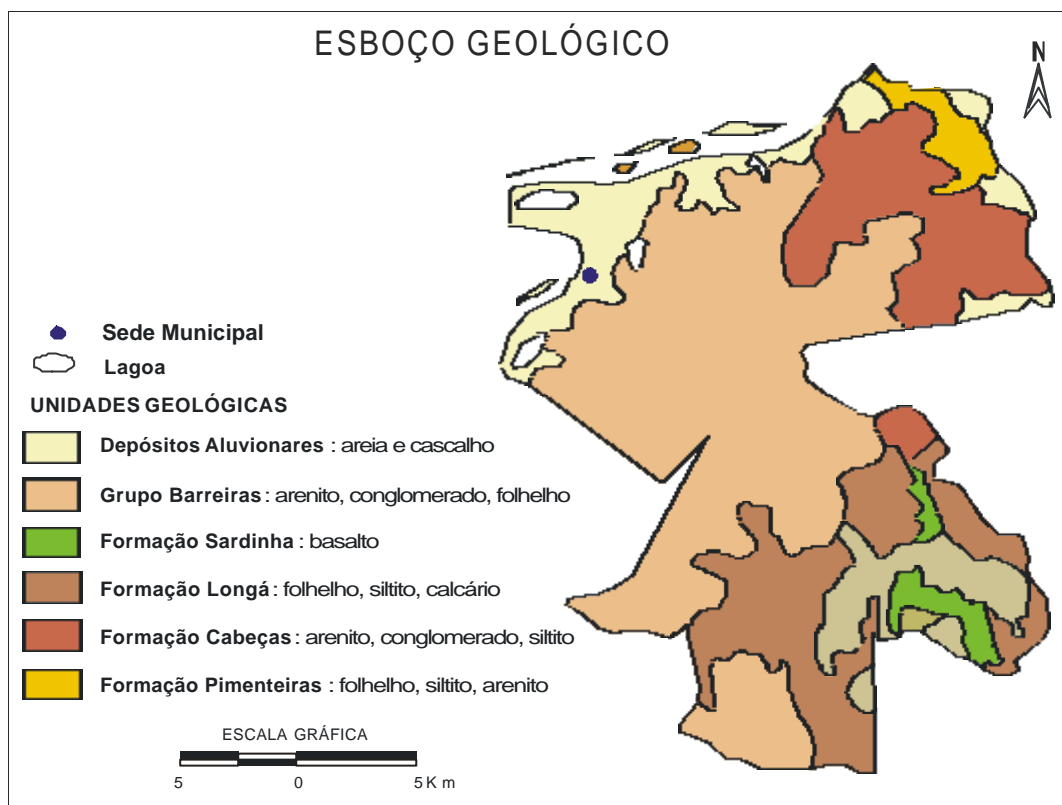 ESBOÇO GEOLÓGICO
N
Sede Municipal
Lagoa
UNIDADES GEOLÓGICAS
Depósitos Aluvionares : areia e cascalho
Grupo Barreiras : arenito, conglomerado, folhelho
Formação Sardinha : basalto
Formação Longá : folhelho, siltito, calcário
Formação Cabeças : arenito, conglomerado, siltito
Formação Pimenteiras : folhelho, siltito, arenito
ESCALA GRÁFICA
5 0 5 K m